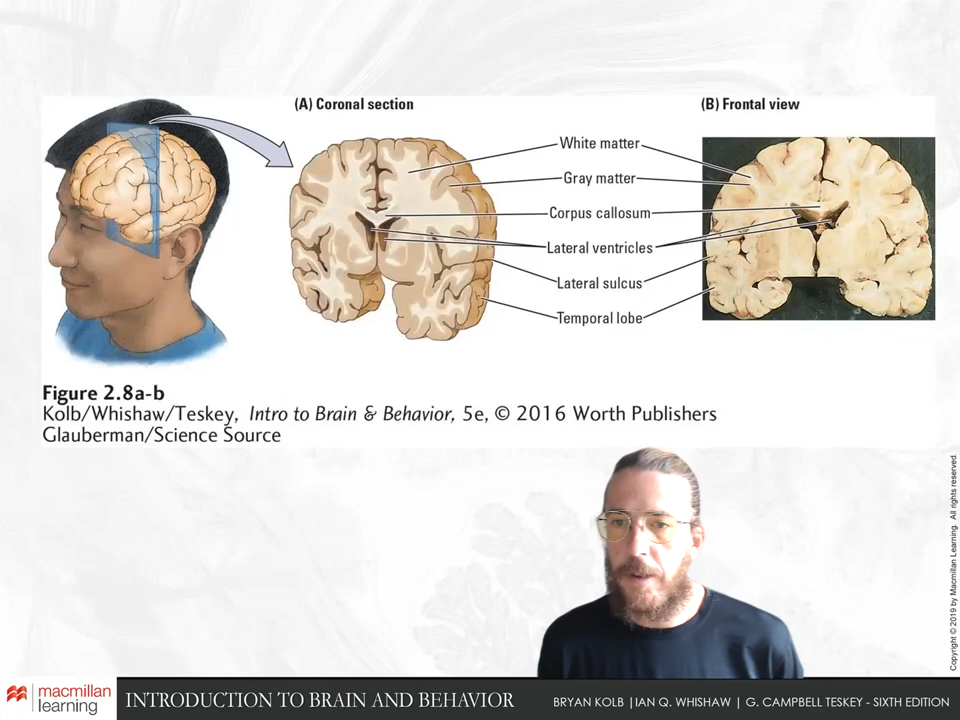 (A) Coronal section
(B) Frontal view
White matter
Gray matter
Corpus callosum
Lateral ventricles
Lateral sulcus
Temporal lobe
Figure 2.8a-b
Kolb/Whishaw/Teskey, Intro to Brain & Behavior, 5e, © 2016 Worth Publishers
Glauberman/Science Source
Copyright © 2019 by Macmillan Learning. All rights reserved.
macmillan
learning
INTRODUCTION TO BRAIN AND BEHAVIOR
BRYAN KOLB |IAN Q. WHISHAW | G. CAMPBELL TESKEY - SIXTH EDITION